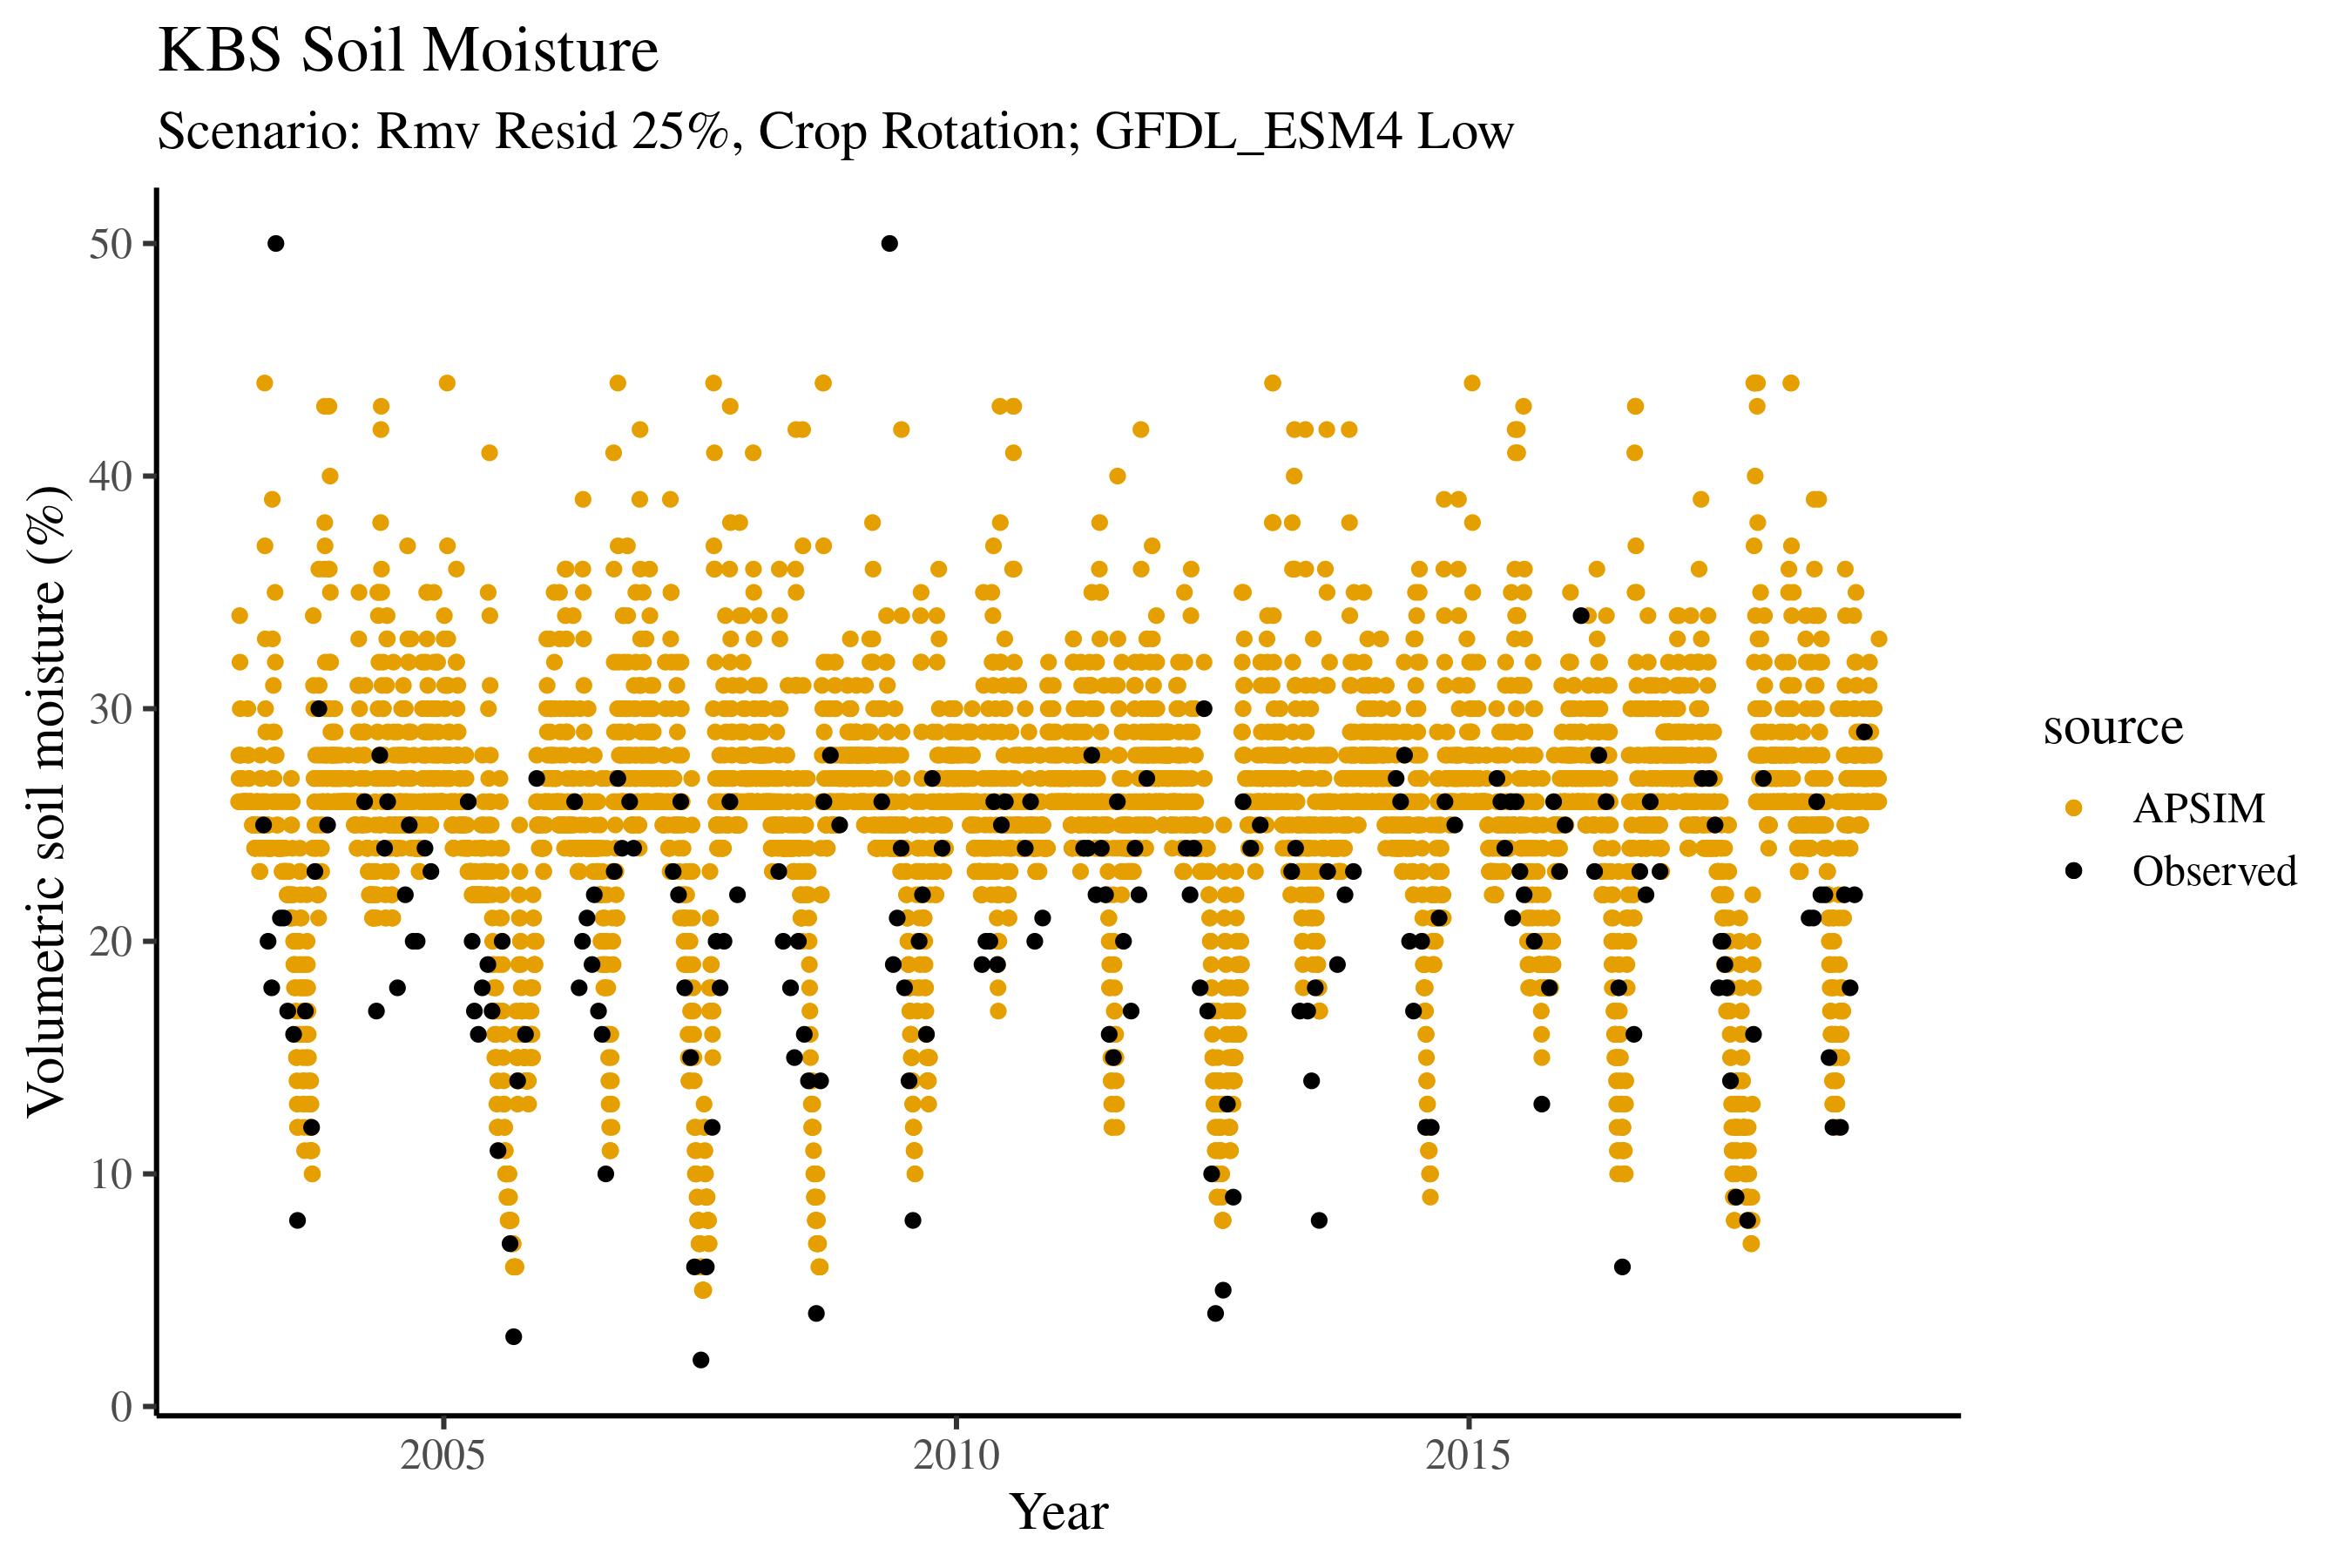 KBS Soil Moisture
Scenario: Rmv Resid 25%, Crop Rotation; GFDL_ESM4 Low
Volumetric soil moisture (%)
50
40
30
20
10
0
2005
2010
2015
Year
source
APSIM
Observed